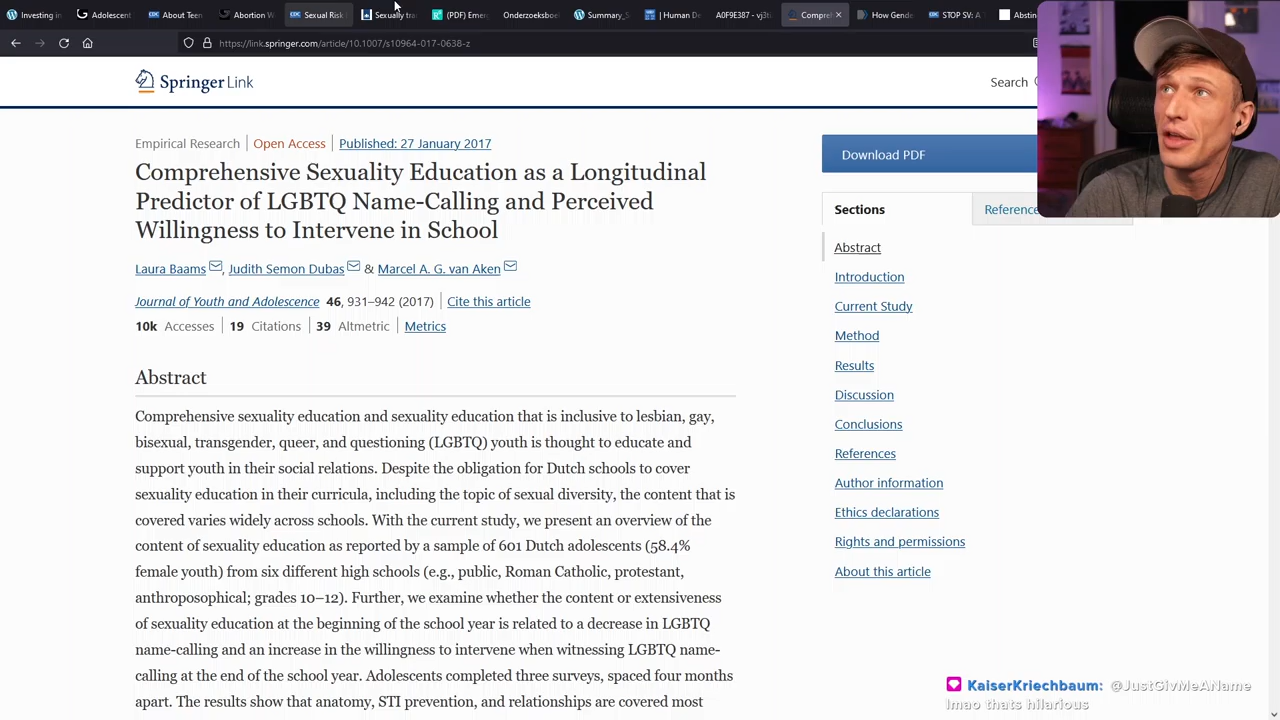 Investing in
Adolescent
About Teen
Abortion W
Sexual Risk
Sexually tra
(PDF) Emer
Onderzoeksboel
Summary_S
Human De
A0F9E387 - vj3t
Compreh
How Gende
STOP SV: A
Abstin
https://link.springer.com/article/10.1007/s10964-017-0638-z
Springer Link
Search
Empirical Research
Open Access
Published: 27 January 2017
Comprehensive Sexuality Education as a Longitudinal
Predictor of LGBTQ Name-Calling and Perceived
Willingness to Intervene in School
Laura Baams, Judith Semon Dubas & Marcel A. G. van Aken
Journal of Youth and Adolescence 46, 931–942 (2017) Cite this article
10k Accesses 19 Citations 39 Altmetric Metrics
Abstract
Comprehensive sexuality education and sexuality education that is inclusive to lesbian, gay,
bisexual, transgender, queer, and questioning (LGBTQ) youth is thought to educate and
support youth in their social relations. Despite the obligation for Dutch schools to cover
sexuality education in their curricula, including the topic of sexual diversity, the content that is
covered varies widely across schools. With the current study, we present an overview of the
content of sexuality education as reported by a sample of 601 Dutch adolescents (58.4%
female youth) from six different high schools (e.g., public, Roman Catholic, protestant,
anthroposophical; grades 10–12). Further, we examine whether the content or extensiveness
of sexuality education at the beginning of the school year is related to a decrease in LGBTQ
name-calling and an increase in the willingness to intervene when witnessing LGBTQ name-
calling at the end of the school year. Adolescents completed three surveys, spaced four months
apart. The results show that anatomy, STI prevention, and relationships are covered most
Download PDF
Sections
Reference
Abstract
Introduction
Current Study
Method
Results
Discussion
Conclusions
References
Author information
Ethics declarations
Rights and permissions
About this article
KaiserKriechbaum: @JustGivMeAName
lmao thats hilarious